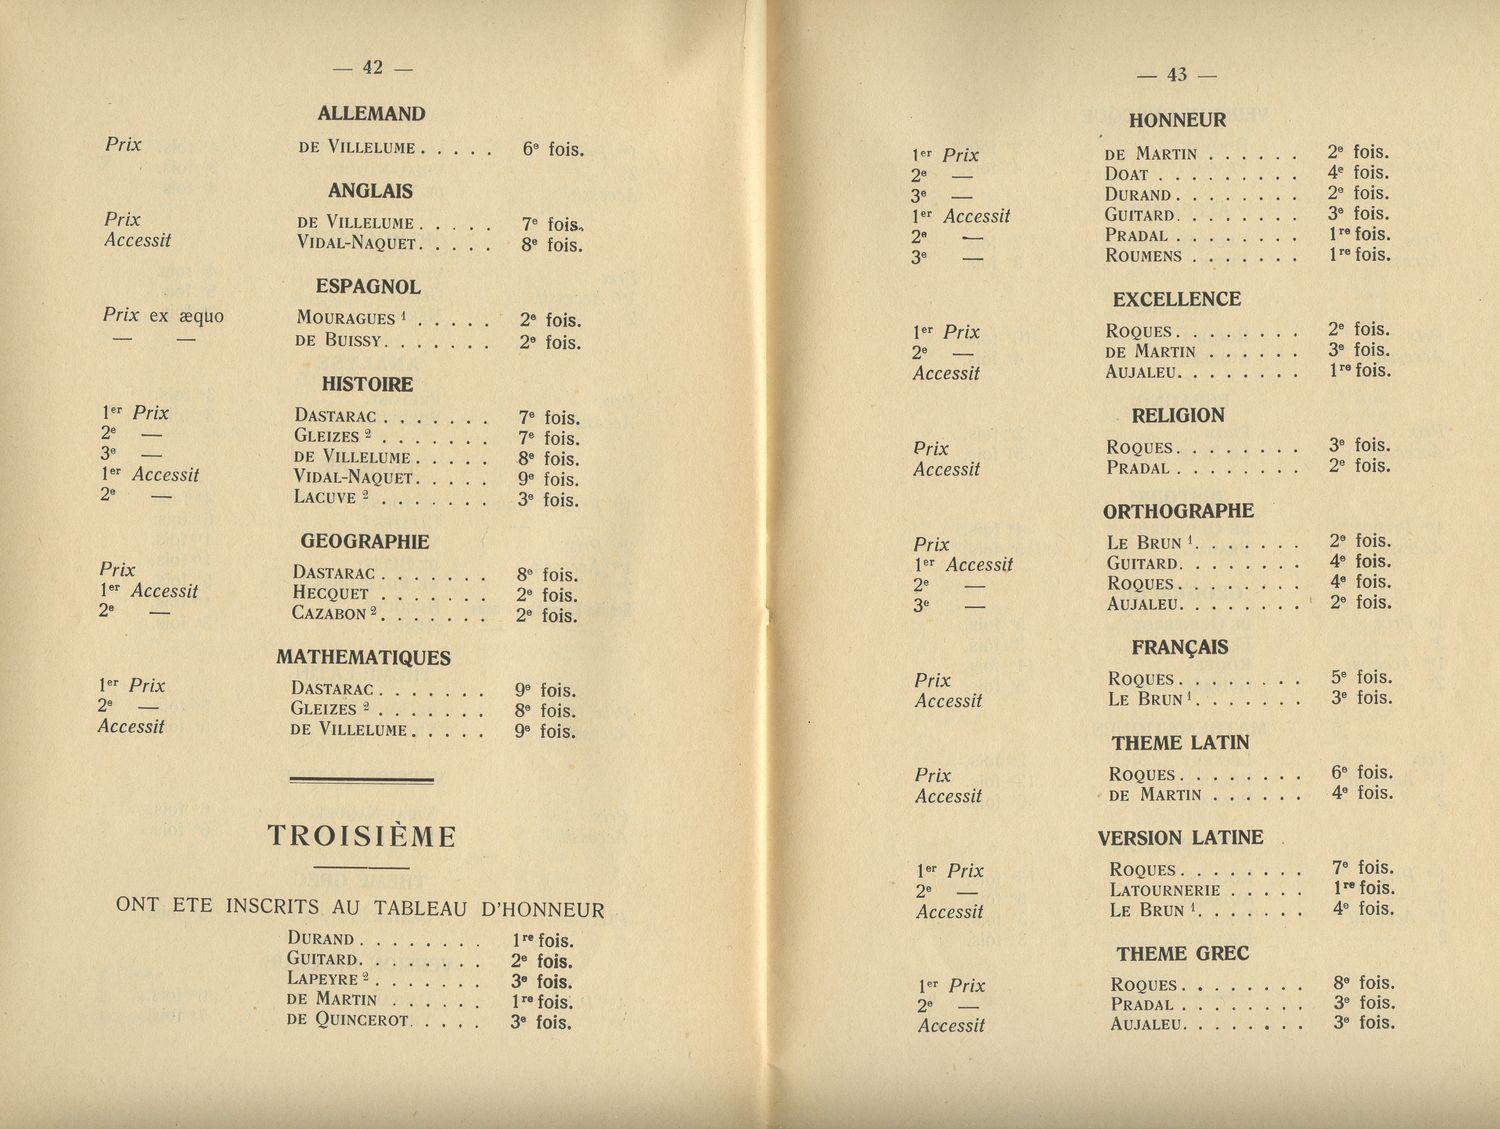 — 42 —
ALLEMAND
Prix DE VILLELUME . . . . . 6e fois.
ANGLAIS
Prix DE VILLELUME . . . . . 7e fois.
Accessit VIDAL-NAQUET . . . . . 8e fois.
ESPAGNOL
Prix ex æquo MOURAGUES 1 . . . . . 2e fois.
— — DE BUISSY . . . . . . . 2e fois.
HISTOIRE
1er Prix DASTARAC . . . . . . . 7e fois.
2e — GLEIZES 2 . . . . . . . 7e fois.
3e — DE VILLELUME . . . . . 8e fois.
1er Accessit VIDAL-NAQUET . . . . . 9e fois.
2e — LACUVE 2 . . . . . . . 3e fois.
GEOGRAPHIE
Prix DASTARAC . . . . . . . 8e fois.
1er Accessit HECQUET . . . . . . . 2e fois.
2e — CAZABON 2 . . . . . . . 2e fois.
MATHEMATIQUES
1er Prix DASTARAC . . . . . . . 9e fois.
2e — GLEIZES 2 . . . . . . . 8e fois.
Accessit DE VILLELUME . . . . . 9e fois.
TROISIÈME
ONT ETE INSCRITS AU TABLEAU D'HONNEUR
DURAND . . . . . . . . 1re fois.
GUITARD . . . . . . . . 2e fois.
LAPEYRE 2 . . . . . . . 3e fois.
DE MARTIN . . . . . . 1re fois.
DE QUINCEROT . . . . . 3e fois.
— 43 —
HONNEUR
1er Prix DE MARTIN . . . . . . 2e fois.
2e — DOAT . . . . . . . . . 4e fois.
3e — DURAND . . . . . . . . 2e fois.
1er Accessit GUITARD . . . . . . . . 3e fois.
2e — PRADAL . . . . . . . . 1re fois.
3e — ROUMENS . . . . . . . 1re fois.
EXCELLENCE
1er Prix ROQUES . . . . . . . . 2e fois.
2e — DE MARTIN . . . . . . 3e fois.
Accessit AUJALEU . . . . . . . . 1re fois.
RELIGION
Prix ROQUES . . . . . . . . 3e fois.
Accessit PRADAL . . . . . . . . 2e fois.
ORTHOGRAPHE
Prix LE BRUN 1 . . . . . . . 2e fois.
1er Accessit GUITARD . . . . . . . . 4e fois.
2e — ROQUES . . . . . . . . 4e fois.
3e — AUJALEU . . . . . . . . 2e fois.
FRANÇAIS
Prix ROQUES . . . . . . . . 5e fois.
Accessit LE BRUN 1 . . . . . . . 3e fois.
THEME LATIN
Prix ROQUES . . . . . . . . 6e fois.
Accessit DE MARTIN . . . . . . 4e fois.
VERSION LATINE
1er Prix ROQUES . . . . . . . . 7e fois.
2e — LATOURNERIE . . . . . 1re fois.
Accessit LE BRUN 1 . . . . . . . 4e fois.
THEME GREC
1er Prix ROQUES . . . . . . . . 8e fois.
2e — PRADAL . . . . . . . . 3e fois.
Accessit AUJALEU . . . . . . . . 3e fois.